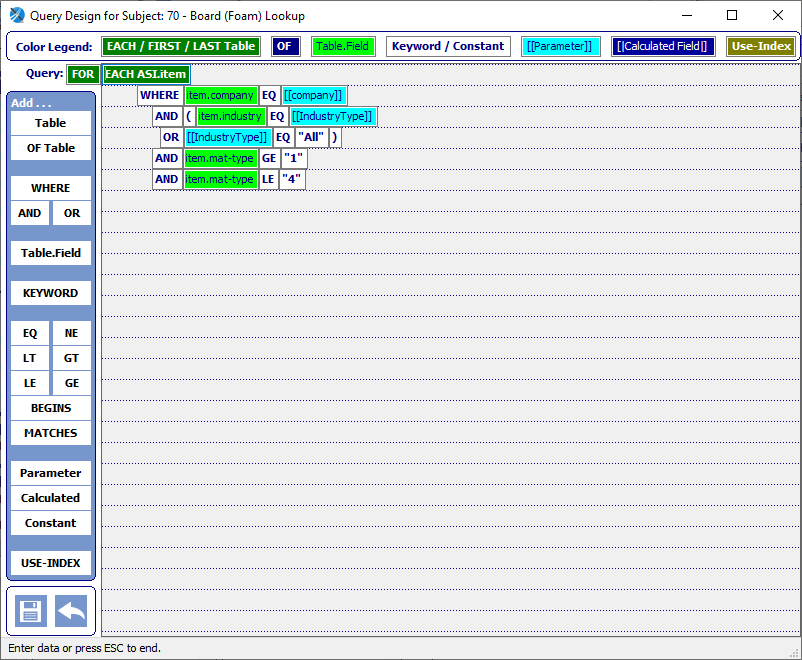 Query Design for Subject: 70 - Board (Foam) Lookup
Color Legend: EACH / FIRST / LAST Table OF Table.Field Keyword / Constant [[Parameter]] [|Calculated Field|] Use-Index
Query: FOR EACH ASI.item
WHERE item.company EQ [[company]]
AND ( item.industry EQ [[IndustryType]]
OR [[IndustryType]] EQ "All" )
AND item.mat-type GE "1"
AND item.mat-type LE "4"
Add . . .
Table
OF Table
WHERE
AND OR
Table.Field
KEYWORD
EQ NE
LT GT
LE GE
BEGINS
MATCHES
Parameter
Calculated
Constant
USE-INDEX
Enter data or press ESC to end.